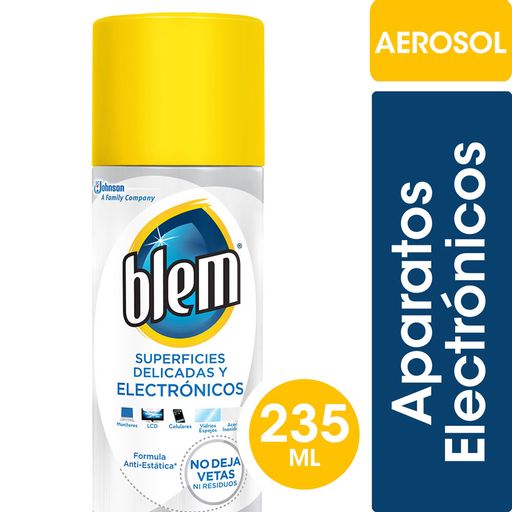 AEROSOL
Aparatos
Electrónicos
SC Johnson
A Family Company
blem®
SUPERFICIES
DELICADAS Y
ELECTRÓNICOS
Monitores
LCD
Celulares
Vidrios
Espejos
Formula
Anti-Estática*
NO DEJA
VETAS
NI RESIDUOS
235
ML